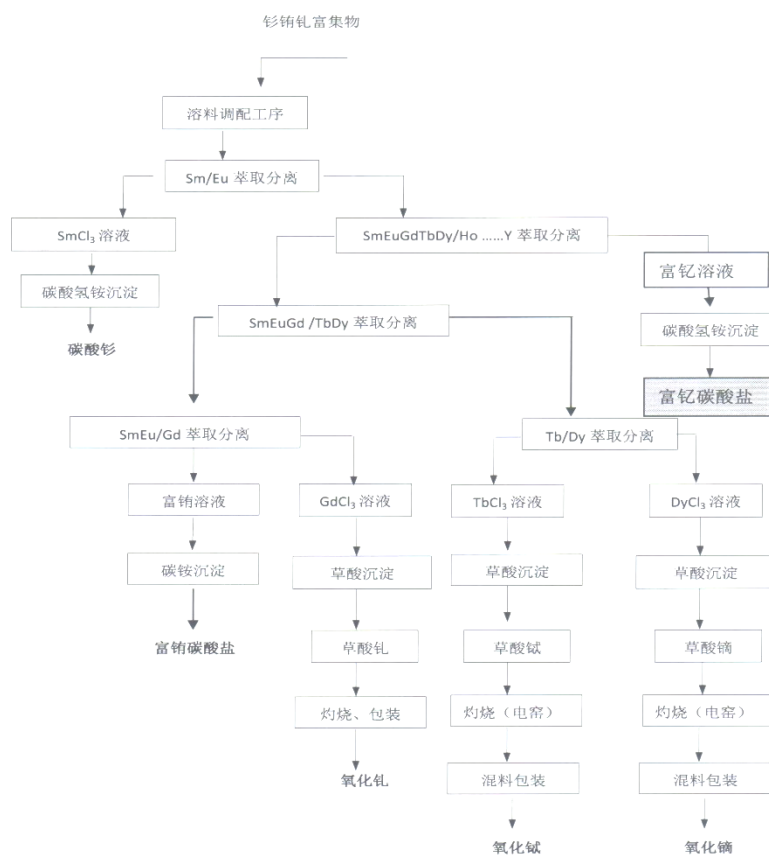 钐铕钆富集物
溶料调配工序
Sm/Eu 萃取分离
SmCl₃ 溶液
SmEuGdTbDy/Ho ……Y 萃取分离
富钇溶液
碳酸氢铵沉淀
SmEuGd /TbDy 萃取分离
碳酸氢铵沉淀
碳酸钐
富钇碳酸盐
SmEu/Gd 萃取分离
Tb/Dy 萃取分离
富铕溶液
GdCl₃ 溶液
TbCl₃ 溶液
DyCl₃ 溶液
碳铵沉淀
草酸沉淀
草酸沉淀
草酸沉淀
富铕碳酸盐
草酸钆
草酸铽
草酸镝
灼烧、包装
灼烧（电窑）
灼烧（电窑）
氧化钆
混料包装
混料包装
氧化铽
氧化镝